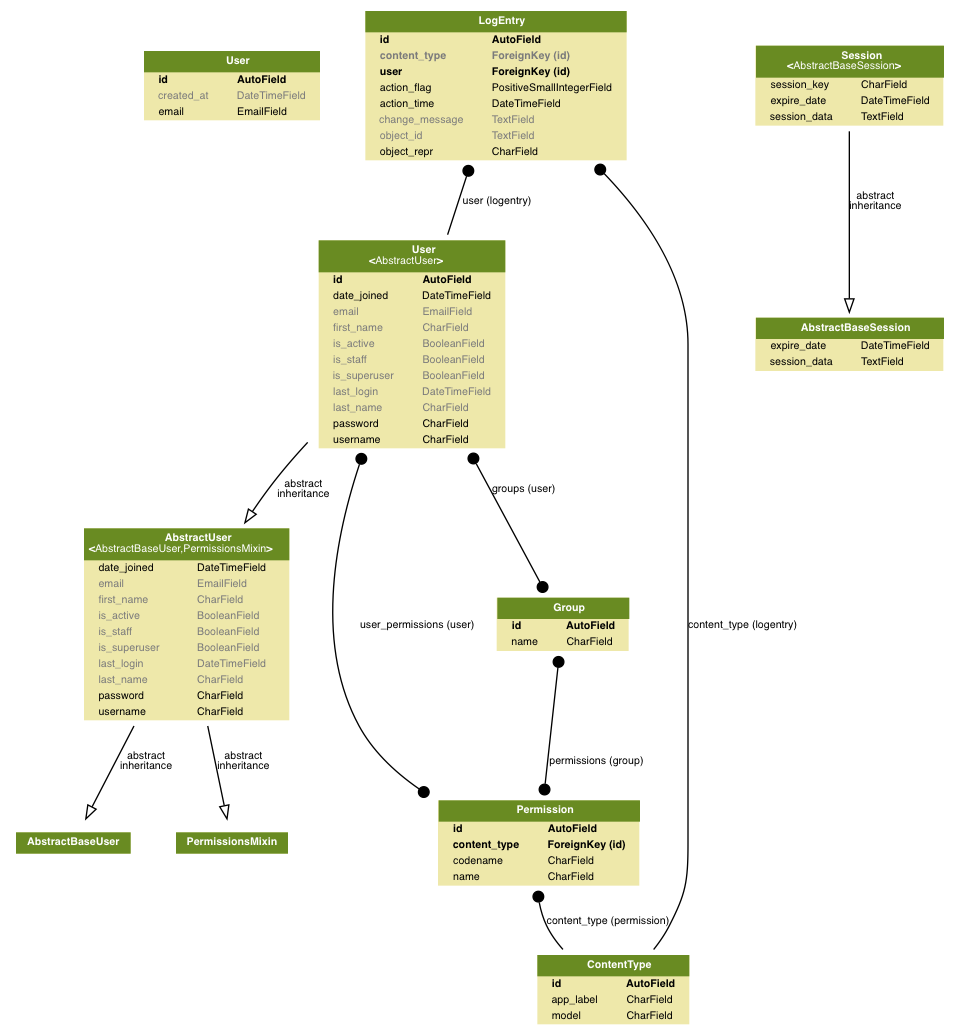 User
id AutoField
created_at DateTimeField
email EmailField
LogEntry
id AutoField
content_type ForeignKey (id)
user ForeignKey (id)
action_flag PositiveSmallIntegerField
action_time DateTimeField
change_message TextField
object_id TextField
object_repr CharField
Session
<AbstractBaseSession>
session_key CharField
expire_date DateTimeField
session_data TextField
user (logentry)
abstract
inheritance
User
<AbstractUser>
id AutoField
date_joined DateTimeField
email EmailField
first_name CharField
is_active BooleanField
is_staff BooleanField
is_superuser BooleanField
last_login DateTimeField
last_name CharField
password CharField
username CharField
AbstractBaseSession
expire_date DateTimeField
session_data TextField
abstract
inheritance
groups (user)
AbstractUser
<AbstractBaseUser,PermissionsMixin>
date_joined DateTimeField
email EmailField
first_name CharField
is_active BooleanField
is_staff BooleanField
is_superuser BooleanField
last_login DateTimeField
last_name CharField
password CharField
username CharField
user_permissions (user)
Group
id AutoField
name CharField
content_type (logentry)
abstract
inheritance
abstract
inheritance
permissions (group)
AbstractBaseUser
PermissionsMixin
Permission
id AutoField
content_type ForeignKey (id)
codename CharField
name CharField
content_type (permission)
ContentType
id AutoField
app_label CharField
model CharField